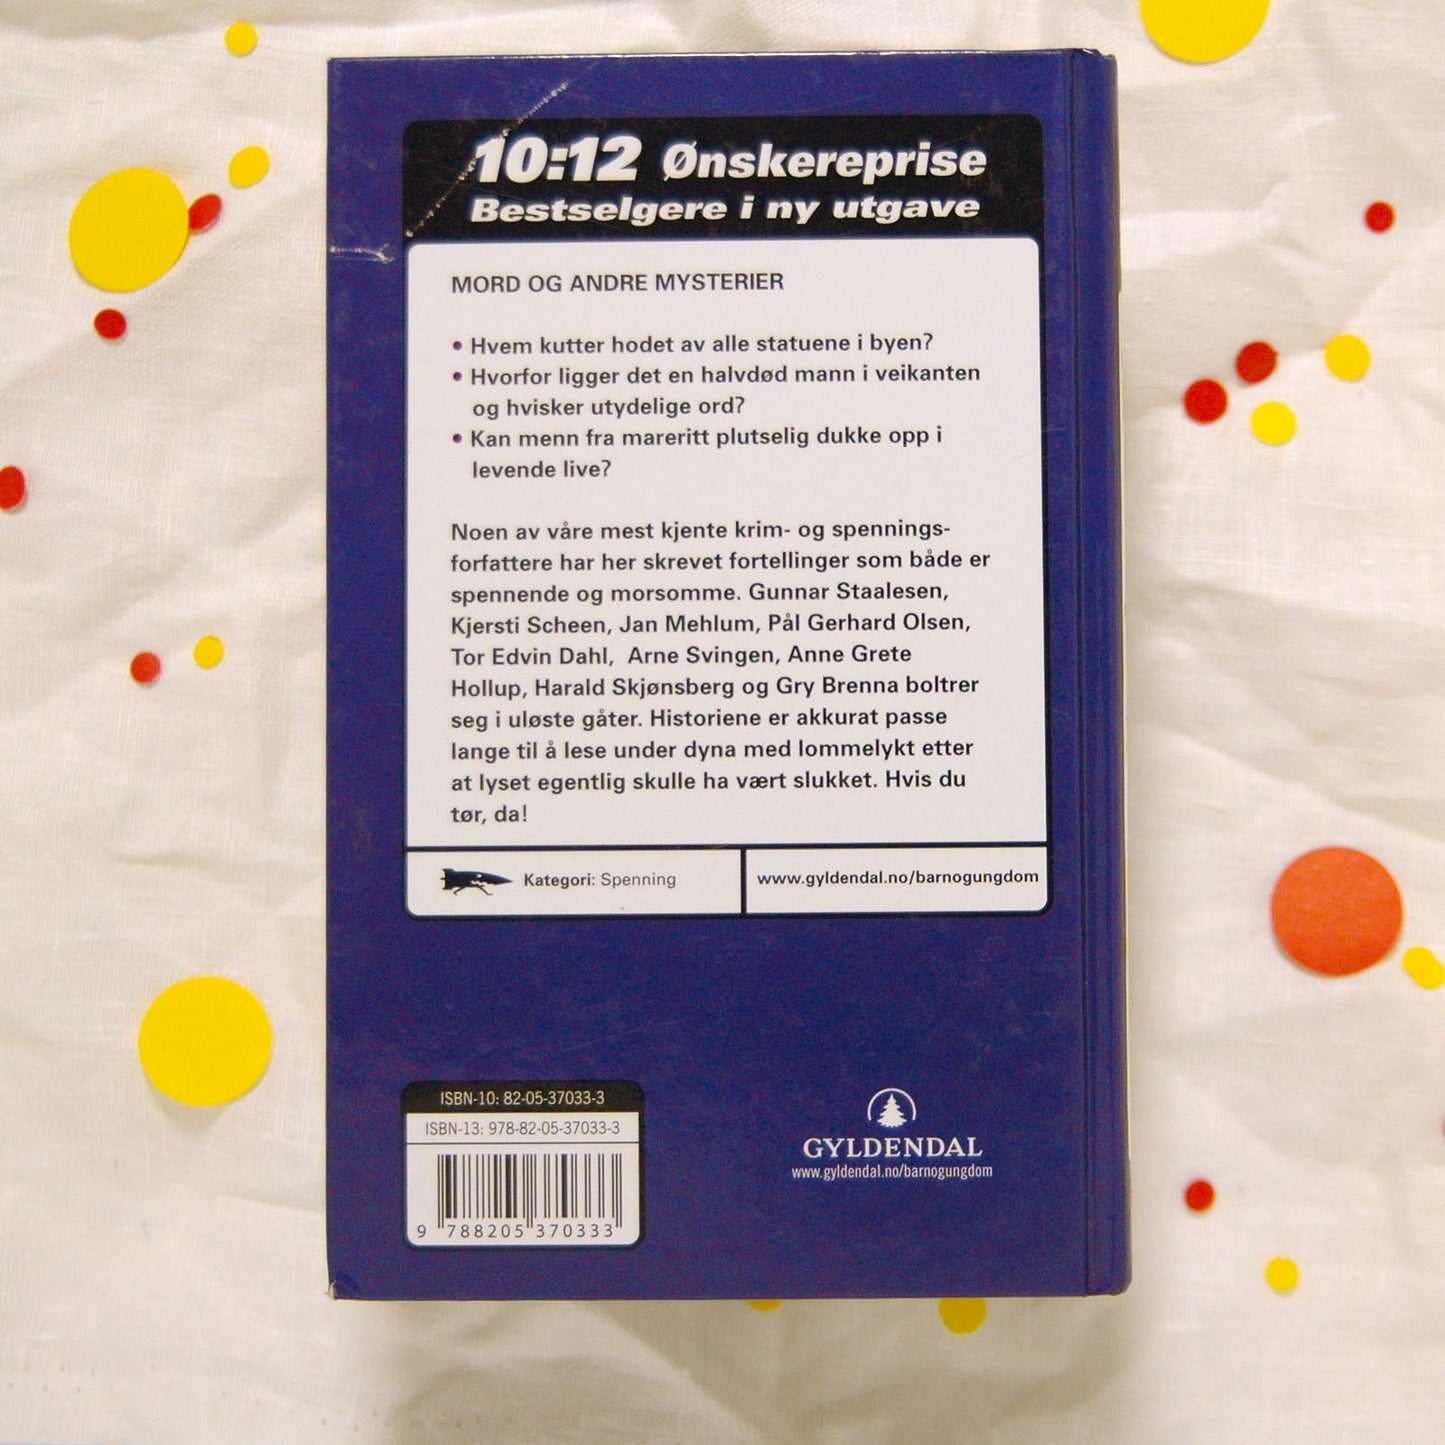 10:12 Ønskereprise
Bestselgere i ny utgave
MORD OG ANDRE MYSTERIER
• Hvem kutter hodet av alle statuene i byen?
• Hvorfor ligger det en halvdød mann i veikanten
og hvisker utydelige ord?
• Kan menn fra mareritt plutselig dukke opp i
levende live?
Noen av våre mest kjente krim- og spennings-
forfattere har her skrevet fortellinger som både er
spennende og morsomme. Gunnar Staalesen,
Kjersti Scheen, Jan Mehlum, Pål Gerhard Olsen,
Tor Edvin Dahl, Arne Svingen, Anne Grete
Hollup, Harald Skjønsberg og Gry Brenna boltrer
seg i uløste gåter. Historiene er akkurat passe
lange til å lese under dyna med lommelykt etter
at lyset egentlig skulle ha vært slukket. Hvis du
tør, da!
Kategori: Spenning
www.gyldendal.no/barnogungdom
ISBN-10: 82-05-37033-3
ISBN-13: 978-82-05-37033-3
9 788205 370333
GYLDENDAL
www.gyldendal.no/barnogungdom